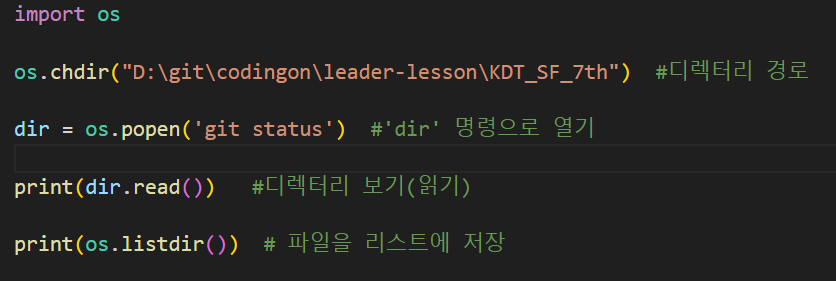 import os
os.chdir("D:\git\codingon\leader-lesson\KDT_SF_7th")  #디렉터리 경로
dir = os.popen('git status')  #'dir' 명령으로 열기
print(dir.read())   #디렉터리 보기(읽기)
print(os.listdir())  # 파일을 리스트에 저장